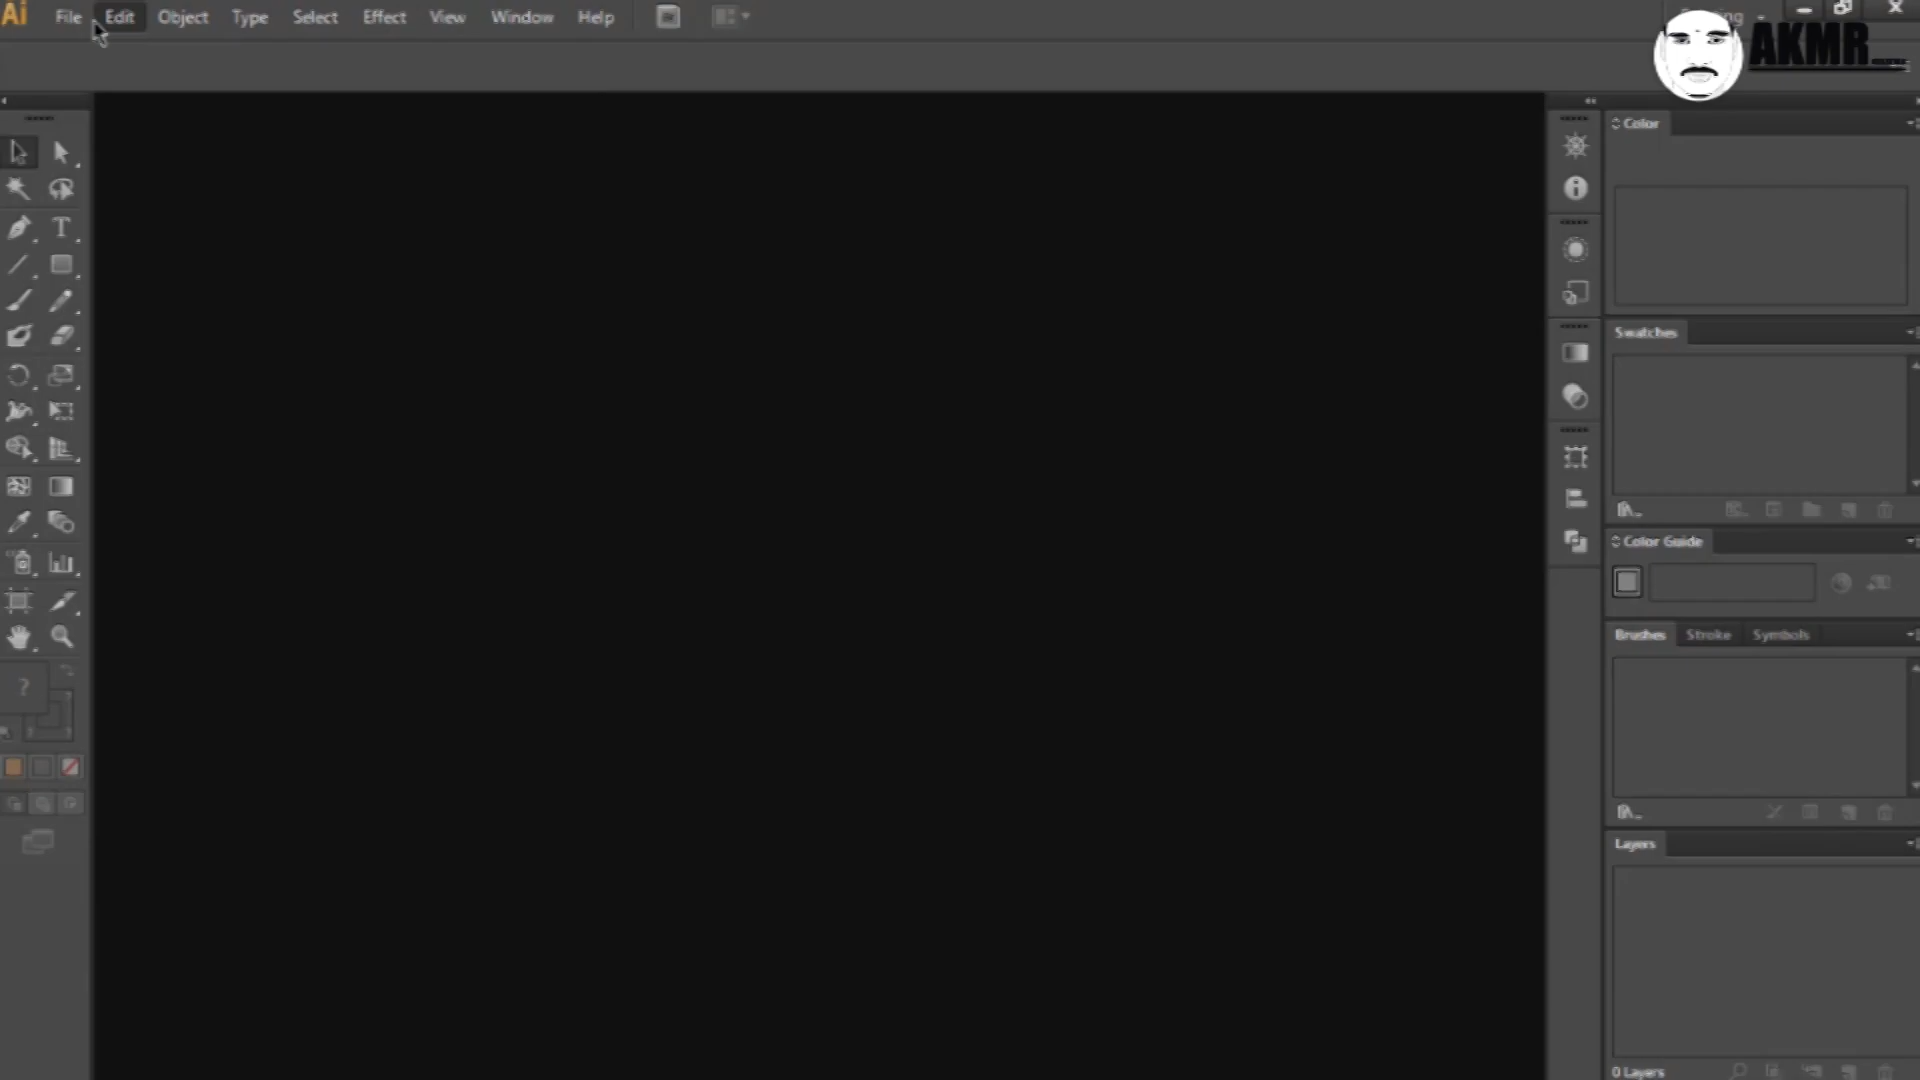 Ai File Edit Object Type Select Effect View Window Help
AKMR
Color
Swatches
Color Guide
Brushes Stroke Symbols
?
Layers
0 Layers